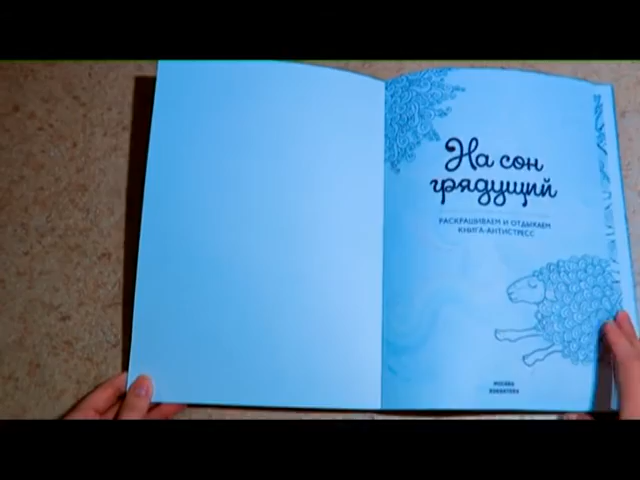 На сон
грядущий
РАСКРАШИВАЕМ И ОТДЫХАЕМ
КНИГА-АНТИСТРЕСС
МОСКВА